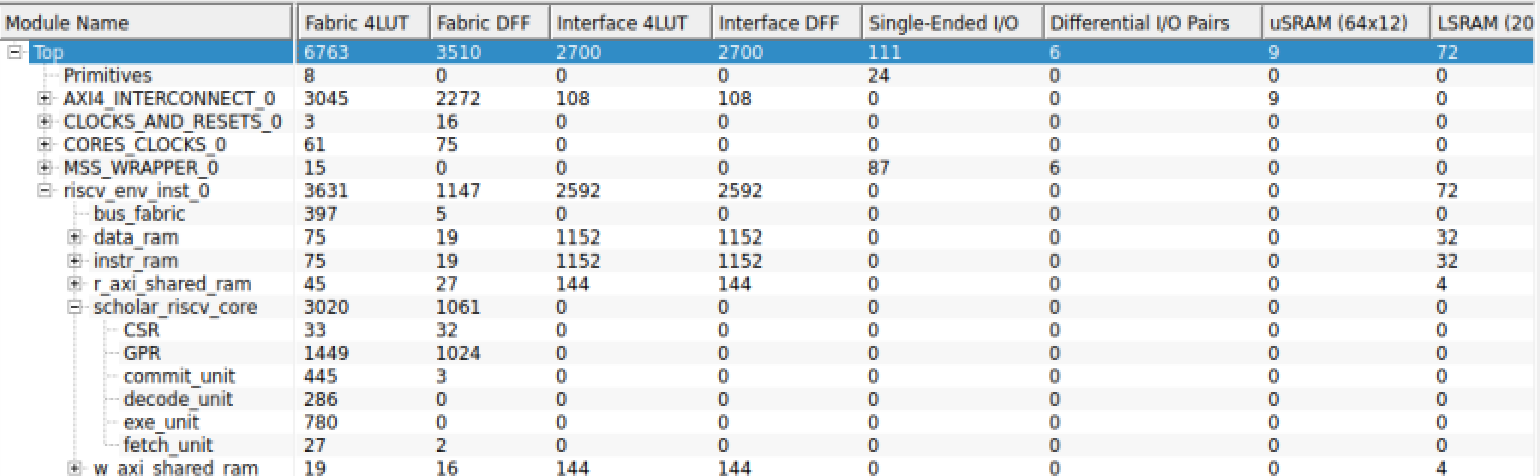 Module Name Fabric 4LUT Fabric DFF Interface 4LUT Interface DFF Single-Ended I/O Differential I/O Pairs uSRAM (64x12) LSRAM (20
Top 6763 3510 2700 2700 111 6 9 72
Primitives 8 0 0 0 24 0 0 0
AXI4_INTERCONNECT_0 3045 2272 108 108 0 0 9 0
CLOCKS_AND_RESETS_0 3 16 0 0 0 0 0 0
CORES_CLOCKS_0 61 75 0 0 0 0 0 0
MSS_WRAPPER_0 15 0 0 0 87 6 0 0
riscv_env_inst_0 3631 1147 2592 2592 0 0 0 72
bus_fabric 397 5 0 0 0 0 0 0
data_ram 75 19 1152 1152 0 0 0 32
instr_ram 75 19 1152 1152 0 0 0 32
r_axi_shared_ram 45 27 144 144 0 0 0 4
scholar_riscv_core 3020 1061 0 0 0 0 0 0
CSR 33 32 0 0 0 0 0 0
GPR 1449 1024 0 0 0 0 0 0
commit_unit 445 3 0 0 0 0 0 0
decode_unit 286 0 0 0 0 0 0 0
exe_unit 780 0 0 0 0 0 0 0
fetch_unit 27 2 0 0 0 0 0 0
w_axi_shared_ram 19 16 144 144 0 0 0 4